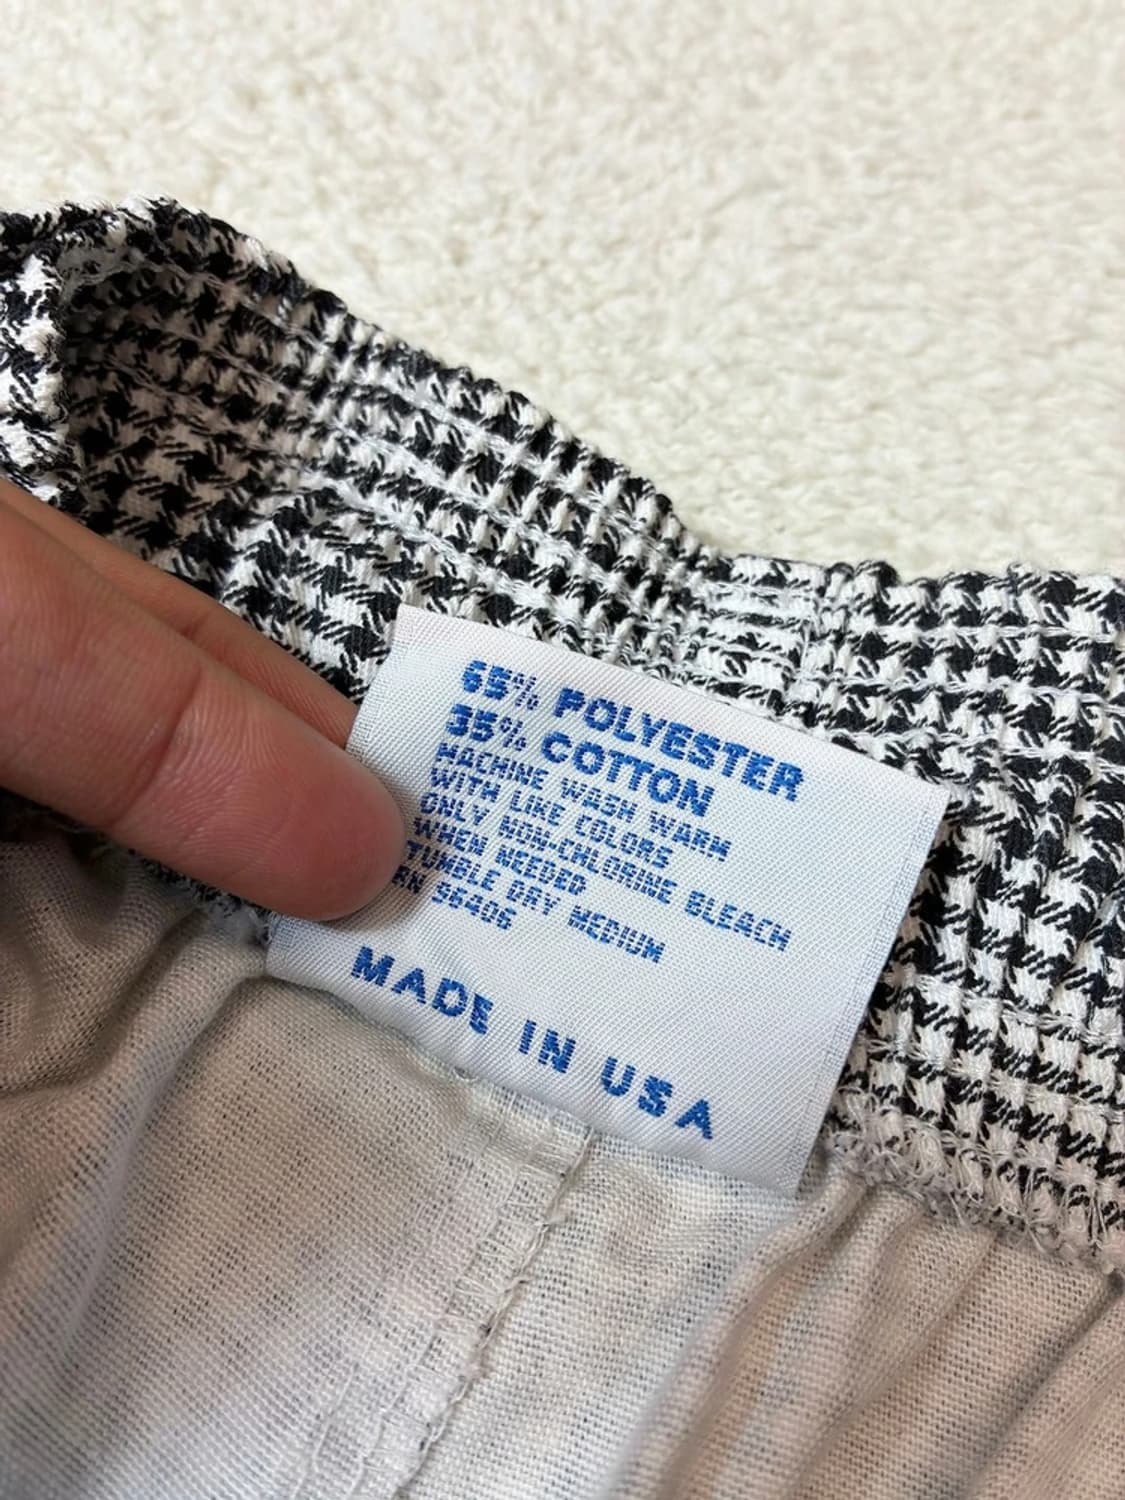 65% POLYESTER
35% COTTON
MACHINE WASH WARM
WITH LIKE COLORS
ONLY NON-CHLORINE BLEACH
WHEN NEEDED
TUMBLE DRY MEDIUM
RN 96406
MADE IN USA